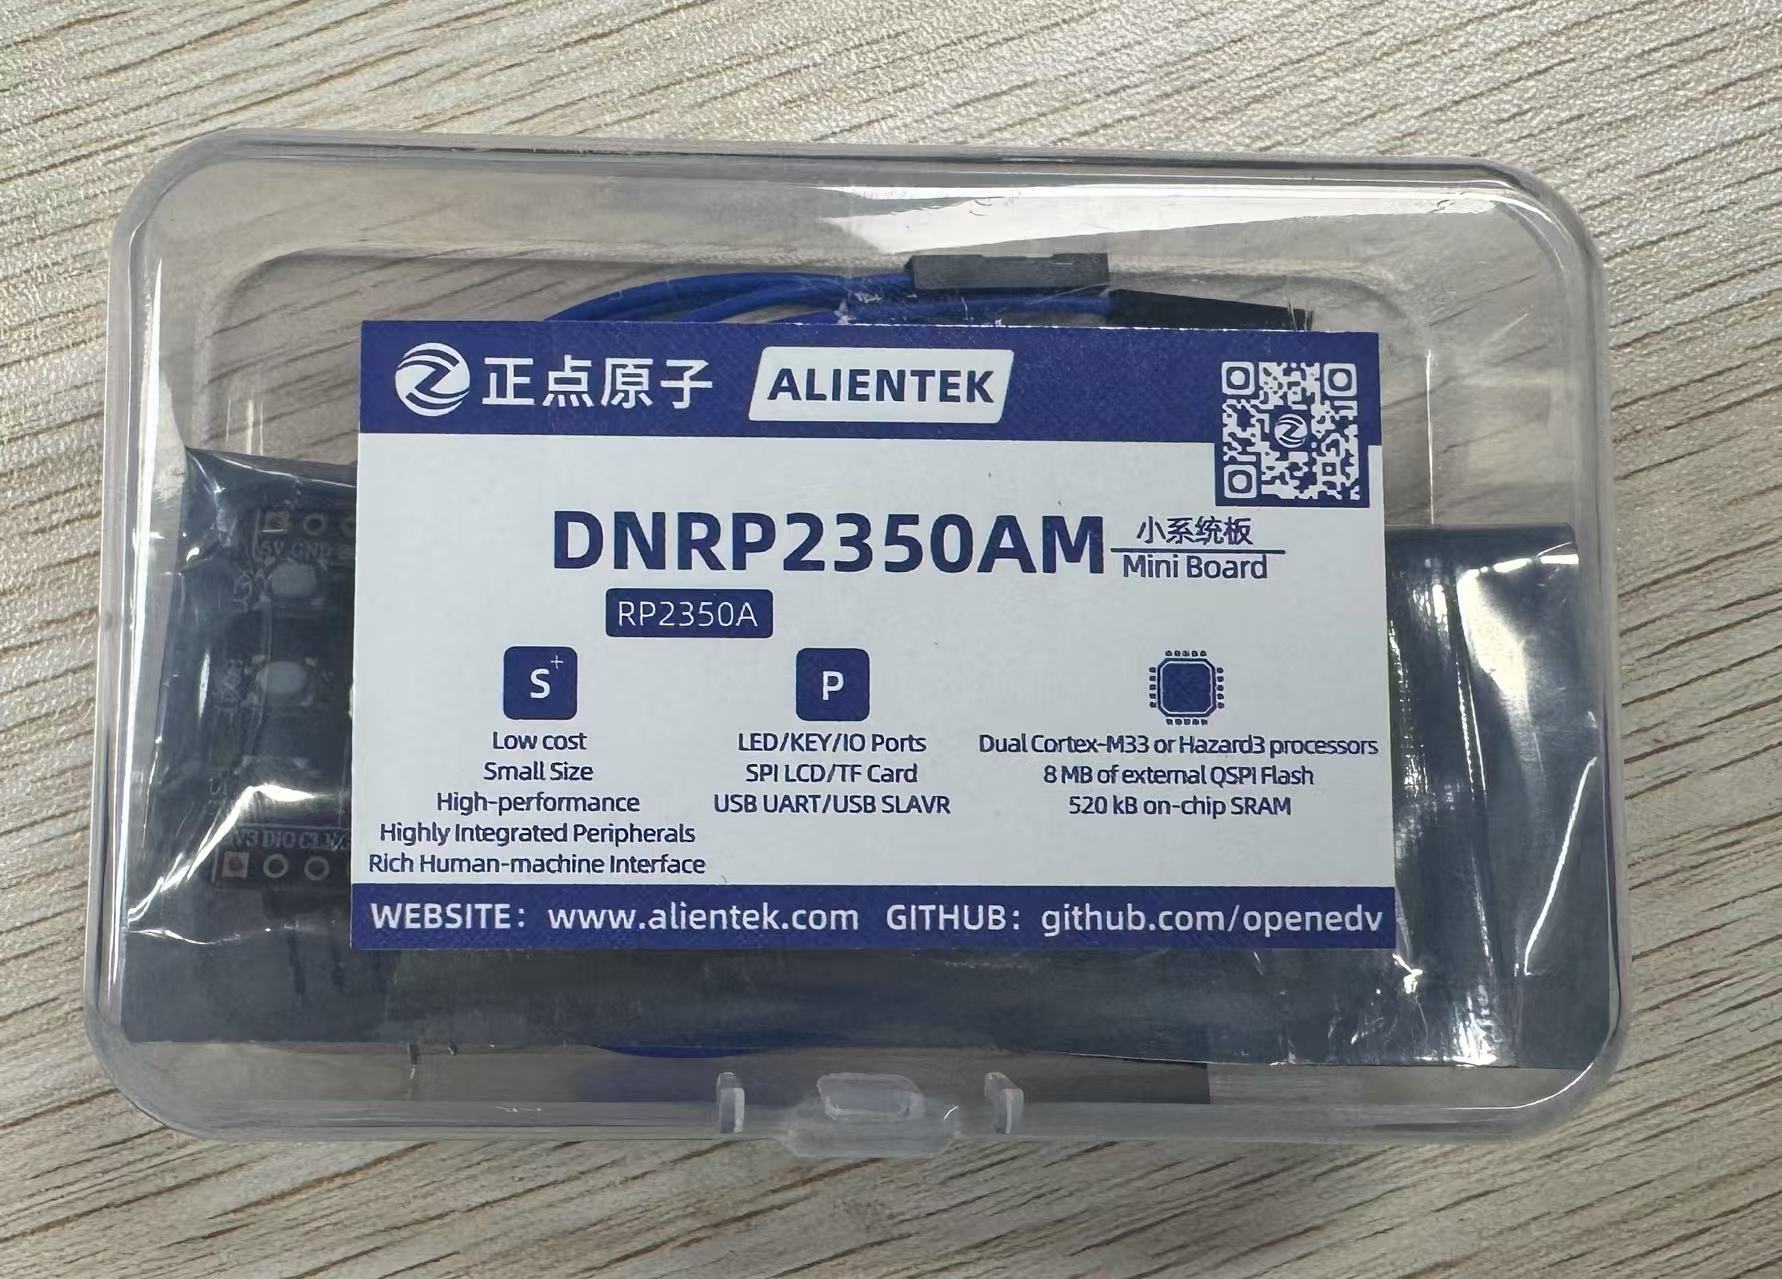 正点原子 ALIENTEK
DNRP2350AM 小系统板
Mini Board
RP2350A
S+
Low cost
Small Size
High-performance
Highly Integrated Peripherals
Rich Human-machine Interface
P
LED/KEY/IO Ports
SPI LCD/TF Card
USB UART/USB SLAVR
Dual Cortex-M33 or Hazard3 processors
8 MB of external QSPI Flash
520 kB on-chip SRAM
WEBSITE: www.alientek.com GITHUB: github.com/openedv
5V GND
DIO